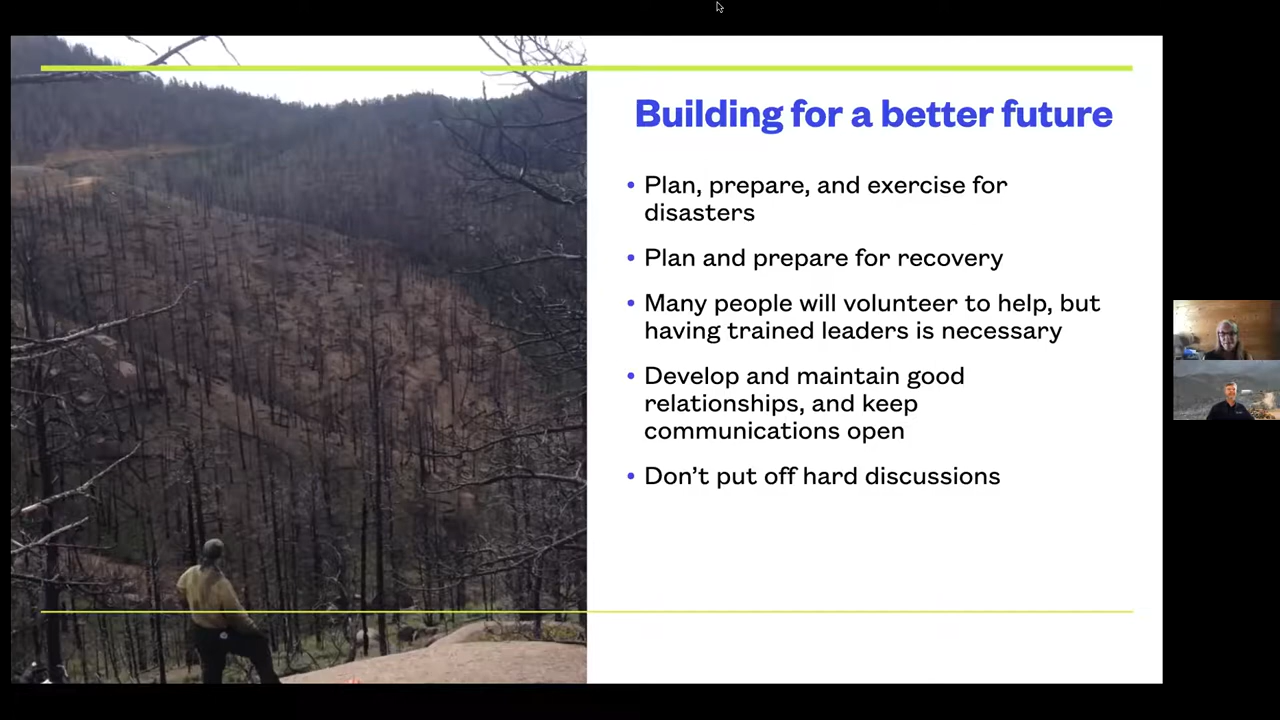 Building for a better future
• Plan, prepare, and exercise for
disasters
• Plan and prepare for recovery
• Many people will volunteer to help, but
having trained leaders is necessary
• Develop and maintain good
relationships, and keep
communications open
• Don’t put off hard discussions